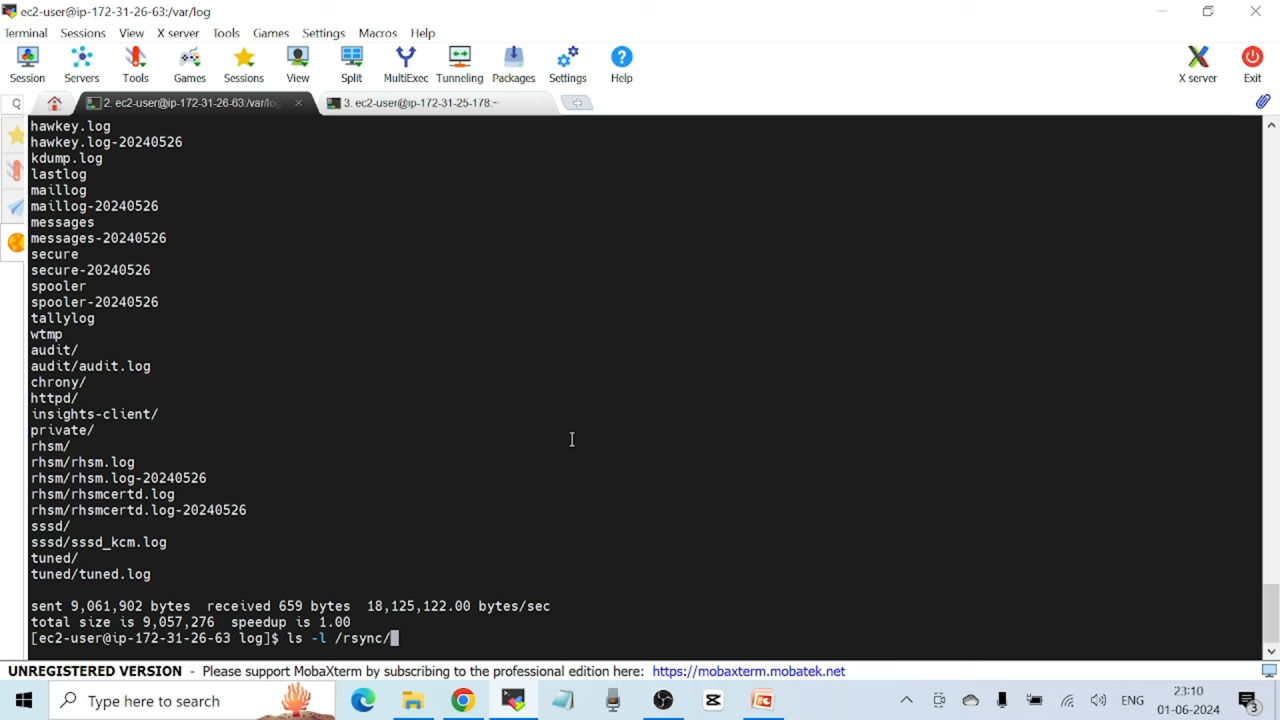 ec2-user@ip-172-31-26-63:/var/log
Terminal Sessions View X server Tools Games Settings Macros Help
Session Servers Tools Games Sessions View Split MultiExec Tunneling Packages Settings Help X server Exit
2. ec2-user@ip-172-31-26-63:/var/log 3. ec2-user@ip-172-31-25-178:~
hawkey.log
hawkey.log-20240526
kdump.log
lastlog
maillog
maillog-20240526
messages
messages-20240526
secure
secure-20240526
spooler
spooler-20240526
tallylog
wtmp
audit/
audit/audit.log
chrony/
httpd/
insights-client/
private/
rhsm/
rhsm/rhsm.log
rhsm/rhsm.log-20240526
rhsm/rhsmcertd.log
rhsm/rhsmcertd.log-20240526
sssd/
sssd/sssd_kcm.log
tuned/
tuned/tuned.log
sent 9,061,902 bytes received 659 bytes 18,125,122.00 bytes/sec
total size is 9,057,276 speedup is 1.00
[ec2-user@ip-172-31-26-63 log]$ ls -l /rsync/
UNREGISTERED VERSION - Please support MobaXterm by subscribing to the professional edition here: https://mobaxterm.mobatek.net
Type here to search
ENG
23:10
01-06-2024
3